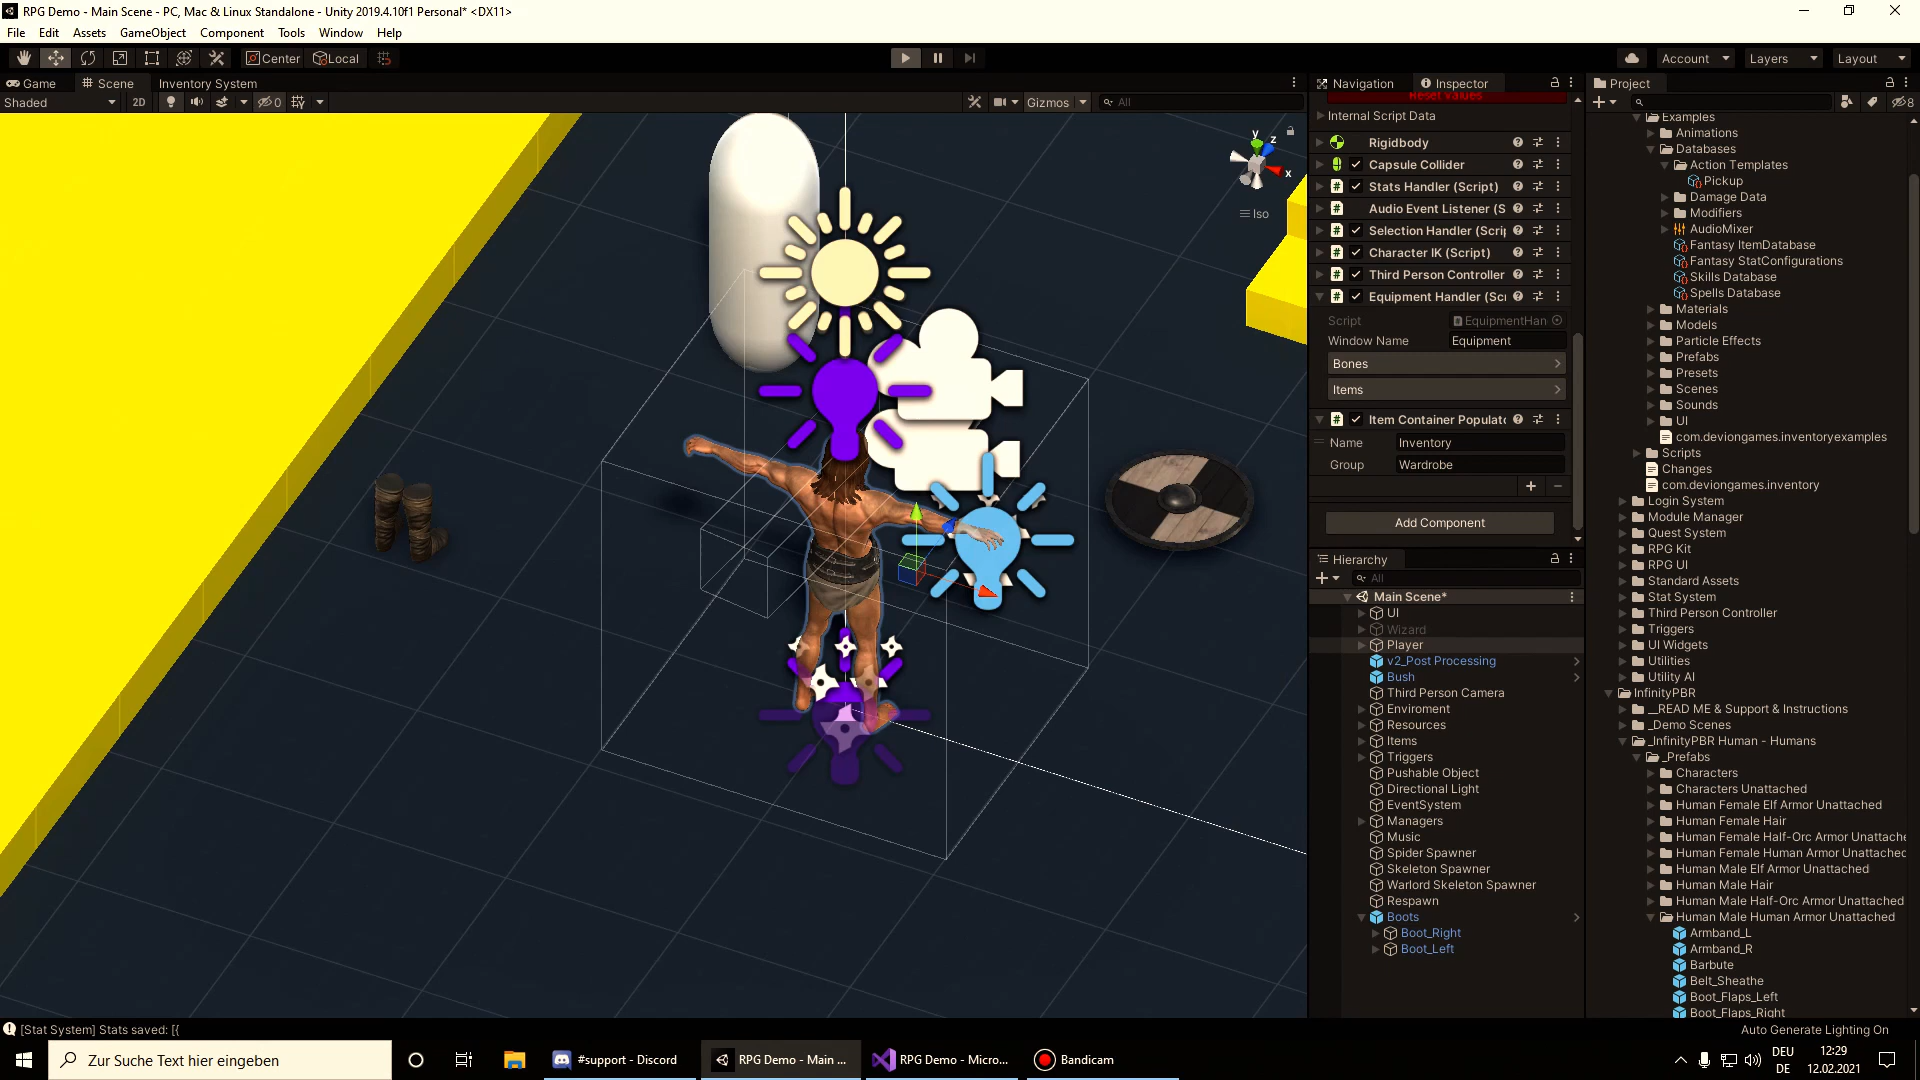 RPG Demo - Main Scene - PC, Mac & Linux Standalone - Unity 2019.4.10f1 Personal* <DX11>
File Edit Assets GameObject Component Tools Window Help
Center Local
Account Layers Layout
Game Scene Inventory System
Shaded 2D 0 Gizmos All
y z x
Iso
Navigation Inspector
Reset Values
Internal Script Data
Rigidbody
Capsule Collider
Stats Handler (Script)
Audio Event Listener (S
Selection Handler (Scrip
Character IK (Script)
Third Person Controller
Equipment Handler (Scr
Script EquipmentHan
Window Name Equipment
Bones
Items
Item Container Populato
Name Inventory
Group Wardrobe
Add Component
Hierarchy
All
Main Scene*
UI
Wizard
Player
v2_Post Processing
Bush
Third Person Camera
Enviroment
Resources
Items
Triggers
Pushable Object
Directional Light
EventSystem
Managers
Music
Spider Spawner
Skeleton Spawner
Warlord Skeleton Spawner
Respawn
Boots
Boot_Right
Boot_Left
Project
8
Examples
Animations
Databases
Action Templates
Pickup
Damage Data
Modifiers
AudioMixer
Fantasy ItemDatabase
Fantasy StatConfigurations
Skills Database
Spells Database
Materials
Models
Particle Effects
Prefabs
Presets
Scenes
Sounds
UI
com.deviongames.inventoryexamples
Scripts
Changes
com.deviongames.inventory
Login System
Module Manager
Quest System
RPG Kit
RPG UI
Standard Assets
Stat System
Third Person Controller
Triggers
UI Widgets
Utilities
Utility AI
InfinityPBR
__READ ME & Support & Instructions
_Demo Scenes
_InfinityPBR Human - Humans
_Prefabs
Characters
Characters Unattached
Human Female Elf Armor Unattached
Human Female Hair
Human Female Half-Orc Armor Unattache
Human Female Human Armor Unattached
Human Male Elf Armor Unattached
Human Male Hair
Human Male Half-Orc Armor Unattached
Human Male Human Armor Unattached
Armband_L
Armband_R
Barbute
Belt_Sheathe
Boot_Flaps_Left
Boot_Flaps_Right
[Stat System] Stats saved: [{
Auto Generate Lighting On
Zur Suche Text hier eingeben
#support - Discord
RPG Demo - Main ...
RPG Demo - Micro...
Bandicam
DEU
DE
12:29
12.02.2021